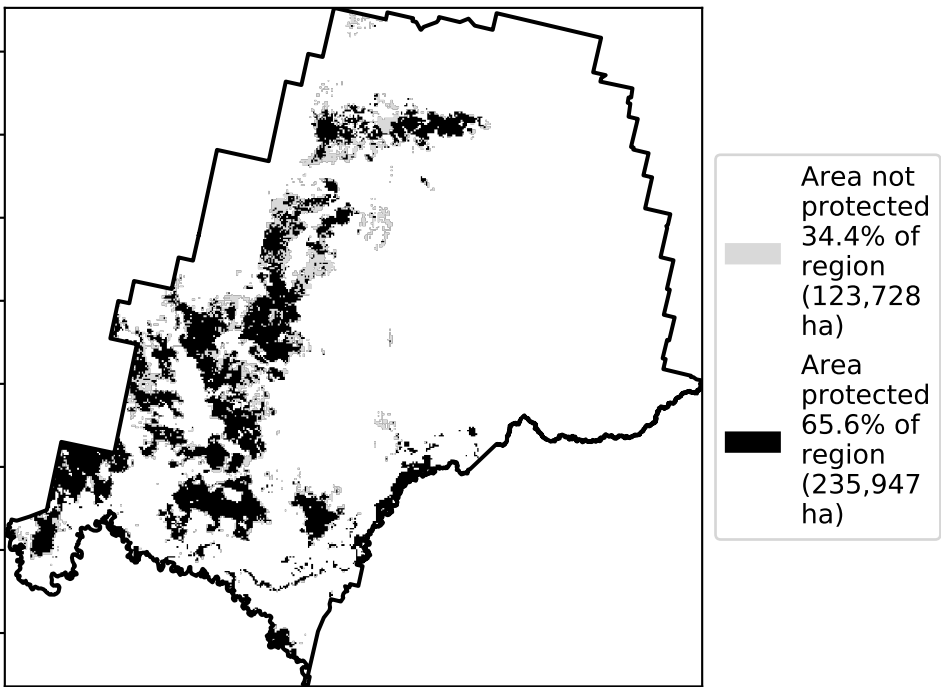 Area not
protected
34.4% of
region
(123,728
ha)
Area
protected
65.6% of
region
(235,947
ha)